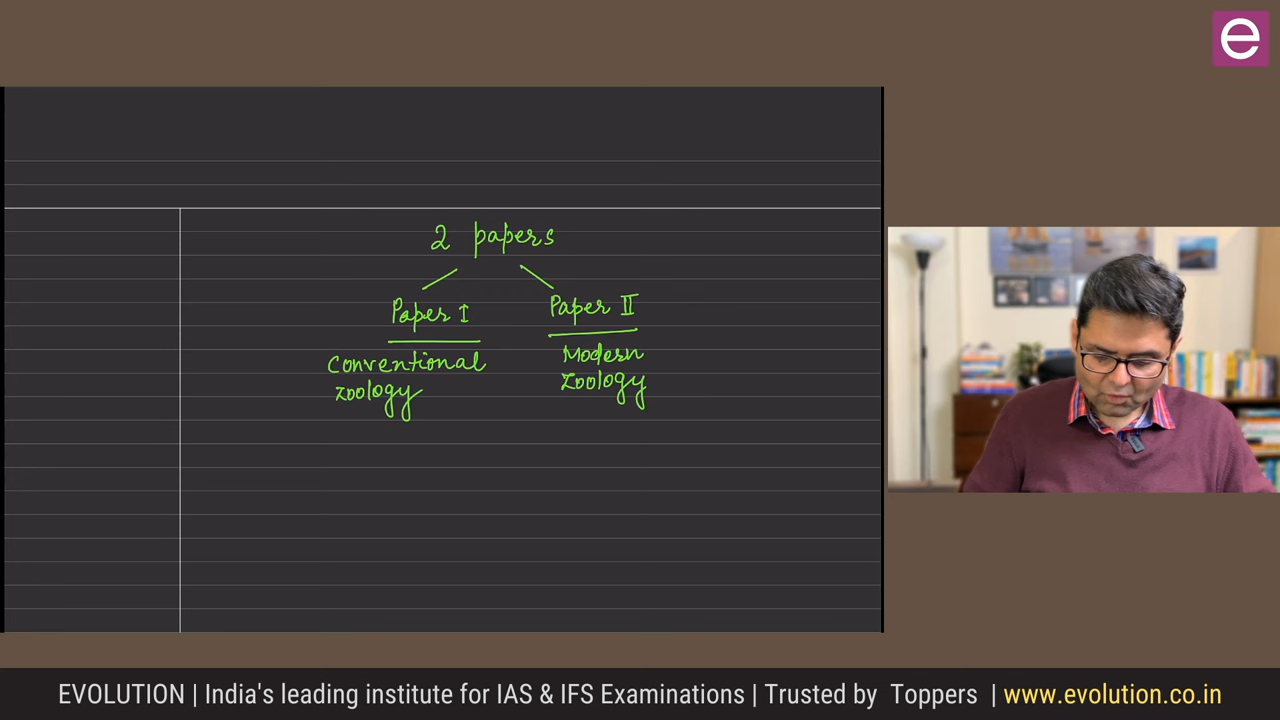 e
2 papers
Paper I
Paper II
Conventional
zoology
Modern
zoology
EVOLUTION | India's leading institute for IAS & IFS Examinations | Trusted by Toppers | www.evolution.co.in